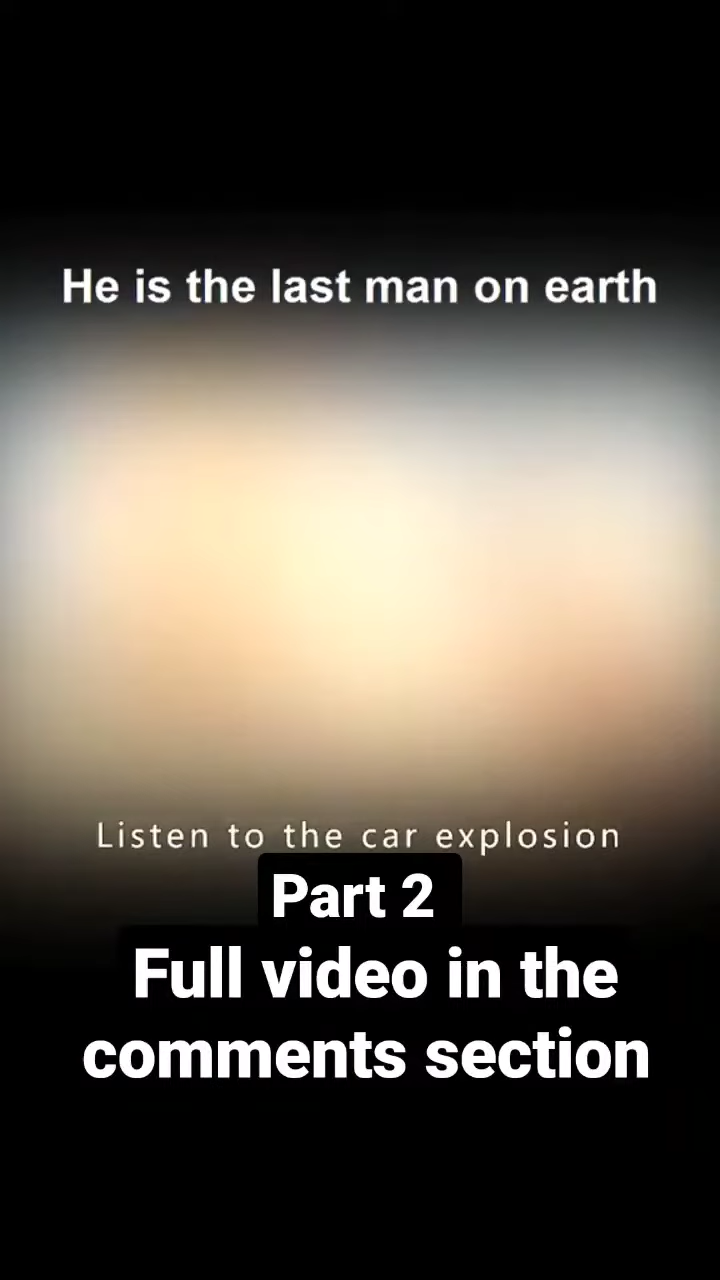 He is the last man on earth
Listen to the car explosion
Part 2
Full video in the
comments section